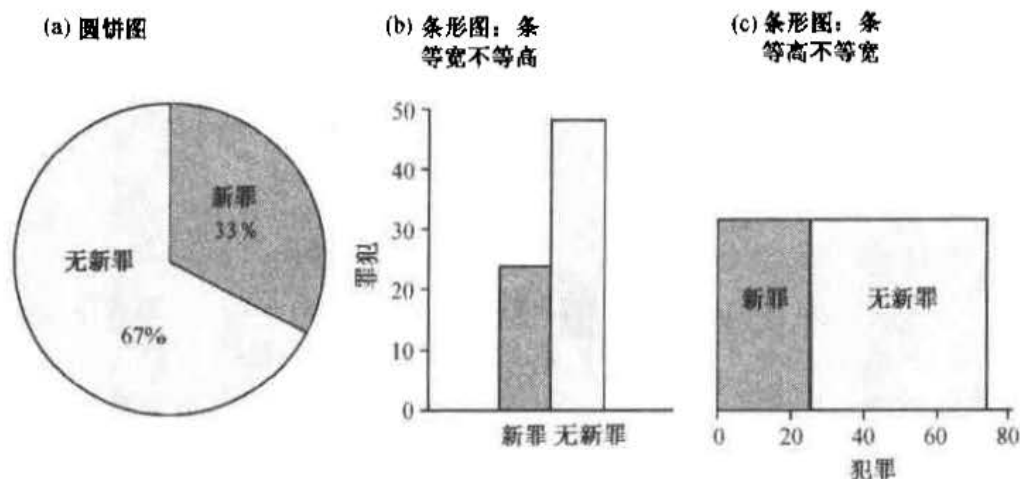 (a) 圆饼图
新罪
33%
无新罪
67%
(b) 条形图：条
等宽不等高
50
40
30
20
10
0
罪犯
新罪 无新罪
(c) 条形图：条
等高不等宽
新罪
无新罪
0 20 40 60 80
犯罪